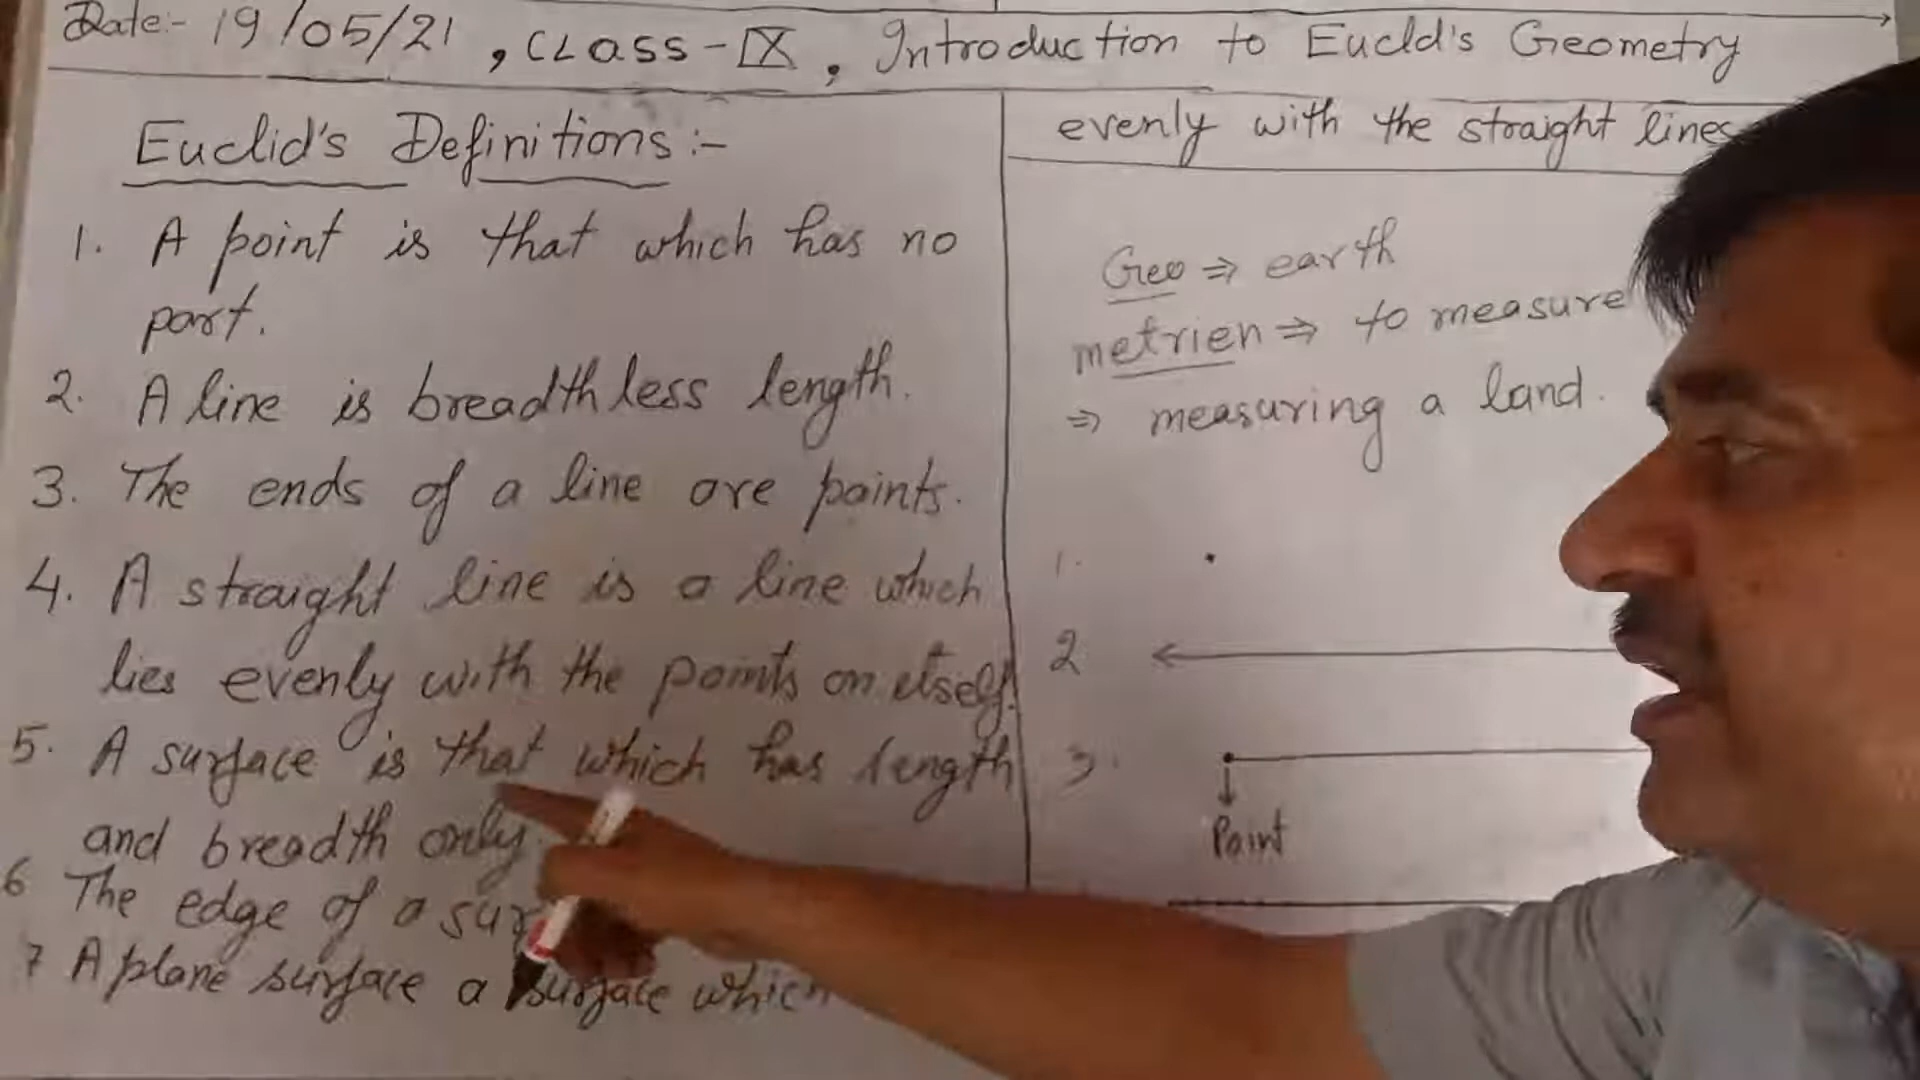 Date:- 19/05/21, CLASS-IX, Introduction to Eucld's Geometry
Euclid's Definitions:-
1. A point is that which has no
part.
2. A line is breadthless length.
3. The ends of a line are points.
4. A straight line is a line which
lies evenly with the points on itself.
5. A surface is that which has length
and breadth only.
6 The edge of a
7 A plane surface a surface which
evenly with the straight lines
Geo ⇒ earth
metrien ⇒ to measure
⇒ measuring a land.
1.
2
3.
Point